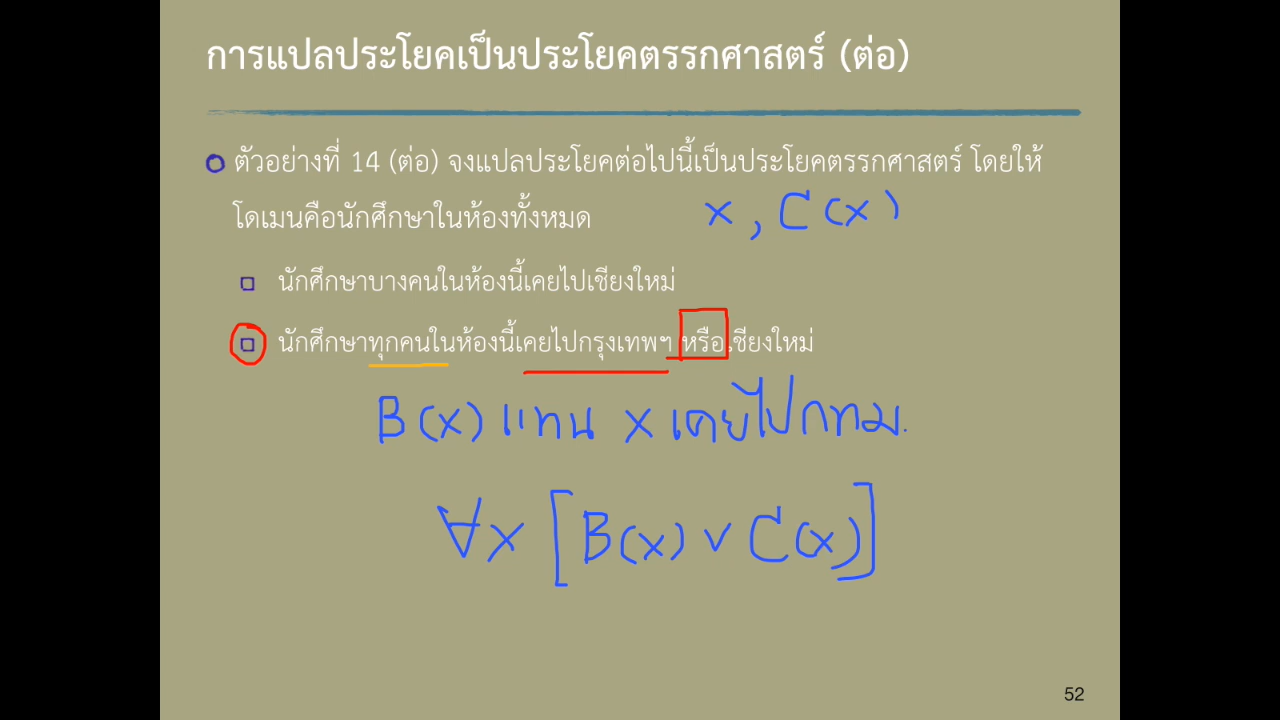 การแปลประโยคเป็นประโยคตรรกศาสตร์ (ต่อ)
ตัวอย่างที่ 14 (ต่อ) จงแปลประโยคต่อไปนี้เป็นประโยคตรรกศาสตร์ โดยให้
โดเมนคือนักศึกษาในห้องทั้งหมด
x , C(x)
นักศึกษาบางคนในห้องนี้เคยไปเชียงใหม่
นักศึกษาทุกคนในห้องนี้เคยไปกรุงเทพฯ หรือเชียงใหม่
B(x) แทน x เคยไปกทม.
∀x [B(x) ∨ C(x)]
52